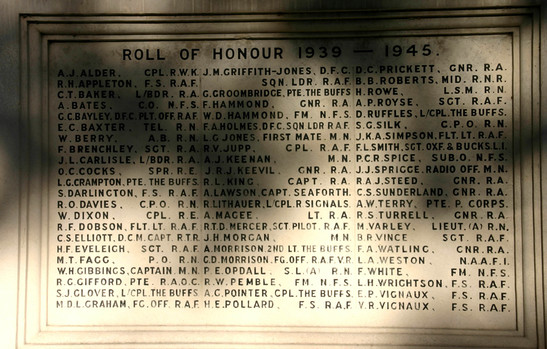 ROLL OF HONOUR 1939 — 1945.
A.J.ALDER, CPL. R.W.K. J.M.GRIFFITH-JONES, D.F.C. D.C. PRICKETT, GNR. R.A.
R.H.APPLETON, F.S. R.A.F. SQN. LDR. R.A.F. B.B. ROBERTS, MID. R.N.R.
C.T. BAKER, L/BDR. R.A. G.GROOMBRIDGE, PTE. THE BUFFS H. ROWE, L.S.M. R.N.
A. BATES, C.O. N.F.S. F. HAMMOND, GNR. R.A. A.P. ROYSE, SGT. R.A.F.
G.C. BAYLEY, D.F.C. PLT. OFF. R.A.F. W.D. HAMMOND, FM. N.F.S. D. RUFFLES, L/CPL. THE BUFFS.
E.C. BAXTER, TEL. R.N. F.A. HOLMES, D.F.C. SQN. LDR R.A.F. S.G. SILK, C.P.O. R.N.
W. BERRY, A.B. R.N. L.G. JONES, FIRST MATE. M.N. J.K.A. SIMPSON, FLT. LT. R.A.F.
F. BRENCHLEY, SGT. R.A. R.V. JUPP, CPL. R.A.F. F.L. SMITH, SGT. OXF. & BUCKS. L.I.
J.L. CARLISLE, L/BDR. R.A. A.J. KEENAN, M.N. P.C.R. SPICE, SUB.O. N.F.S.
O.C. COCKS, SPR. R.E. J.R.J. KEEVIL, GNR. R.A. J.J. SPRIGGE, RADIO OFF. M.N.
L.G. CRAMPTON, PTE. THE BUFFS R.L. KING, CAPT. R.A. R.A.J. STEED, GNR. R.A.
S. DARLINGTON, F.S. R.A.F. A. LAWSON, CAPT. SEAFORTH. C.S. SUNDERLAND, GNR. R.A.
R.O. DAVIES, C.P.O. R.N. R. LITHAUER, L/CPL. R. SIGNALS. A.W. TERRY, PTE. P. CORPS.
W. DIXON, CPL. R.E. A. MAGEE, LT. R.A. R.S. TURRELL, GNR. R.A.
R.F. DOBSON, FLT. LT. R.A.F. R.T.D. MERCER, SGT. PILOT. R.A.F. M. VARLEY, LIEUT.(A) R.N.
C.S. ELLIOTT, D.C.M. CAPT. R.T.R. J.H. MORGAN, M.N. B.R. VINCE SGT. R.A.F.
H.F. EVELEIGH, SGT. R.A.F. A. MORRISON 2ND LT. THE BUFFS. F.A. WATLING, GNR. R.A.
M.T. FAGG, P.O. R.N. C.D. MORRISON, FG. OFF. R.A.F.V.R. L.A. WESTON, N.A.A.F.I.
W.H. GIBBINGS, CAPTAIN. M.N. P.E. OPDALL, S.L.(A) R.N. F. WHITE, FM. N.F.S.
R.G. GIFFORD, PTE. R.A.O.C. R.W. PEMBLE, FM. N.F.S. L.H. WRIGHTSON, F.S. R.A.F.
S.J. GLOVER, L/CPL. THE BUFFS A.G. POINTER, CPL. THE BUFFS. E.P. VIGNAUX, F.S. R.A.F.
M.D.L. GRAHAM, FG. OFF. R.A.F. H.E. POLLARD, F.S. R.A.F. V.R. VIGNAUX, F.S. R.A.F.